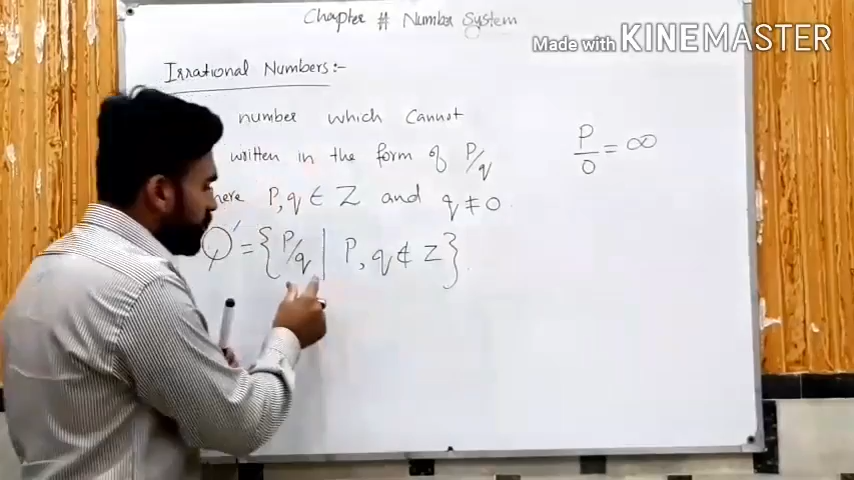 Chapter # Number System
Made with KINEMASTER
Irrational Numbers:-
number which Cannot
written in the form of P/q
P, q ∈ Z and q ≠ 0.
Q' = { P/q | P, q ∉ Z }.
P/0 = ∞